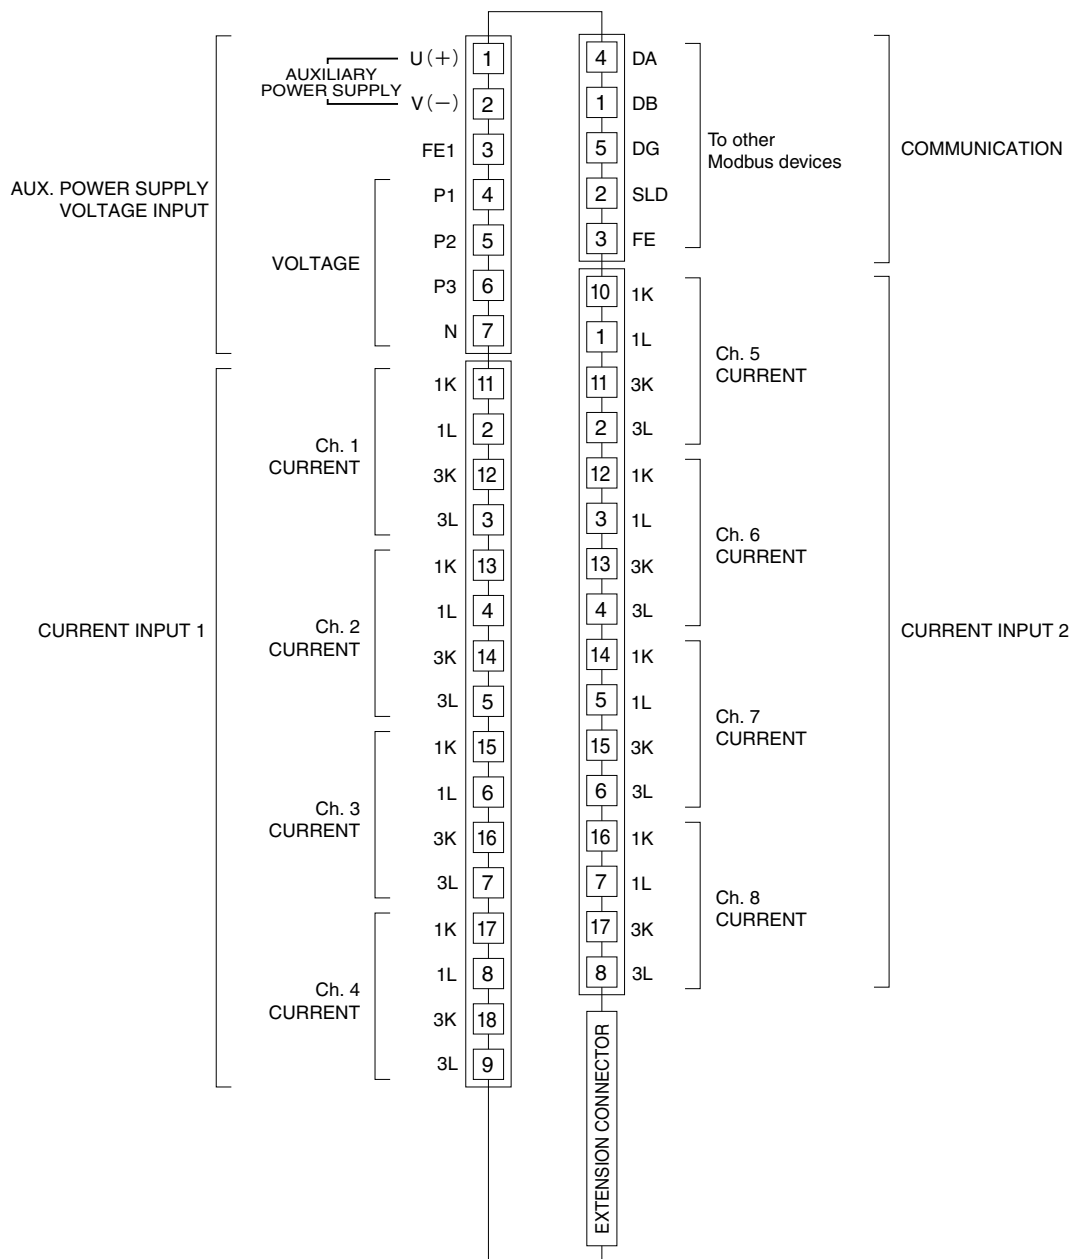 U(+) 1
AUXILIARY
POWER SUPPLY
V(−) 2
FE1 3
AUX. POWER SUPPLY
VOLTAGE INPUT
P1 4
P2 5
VOLTAGE
P3 6
N 7
1K 11
1L 2
Ch. 1
CURRENT
3K 12
3L 3
1K 13
1L 4
CURRENT INPUT 1
Ch. 2
CURRENT
3K 14
3L 5
1K 15
1L 6
Ch. 3
CURRENT
3K 16
3L 7
1K 17
1L 8
Ch. 4
CURRENT
3K 18
3L 9
4 DA
1 DB
5 DG
To other
Modbus devices
COMMUNICATION
2 SLD
3 FE
10 1K
1 1L
Ch. 5
CURRENT
11 3K
2 3L
12 1K
3 1L
Ch. 6
CURRENT
13 3K
4 3L
CURRENT INPUT 2
14 1K
5 1L
Ch. 7
CURRENT
15 3K
6 3L
16 1K
7 1L
Ch. 8
CURRENT
17 3K
8 3L
EXTENSION CONNECTOR